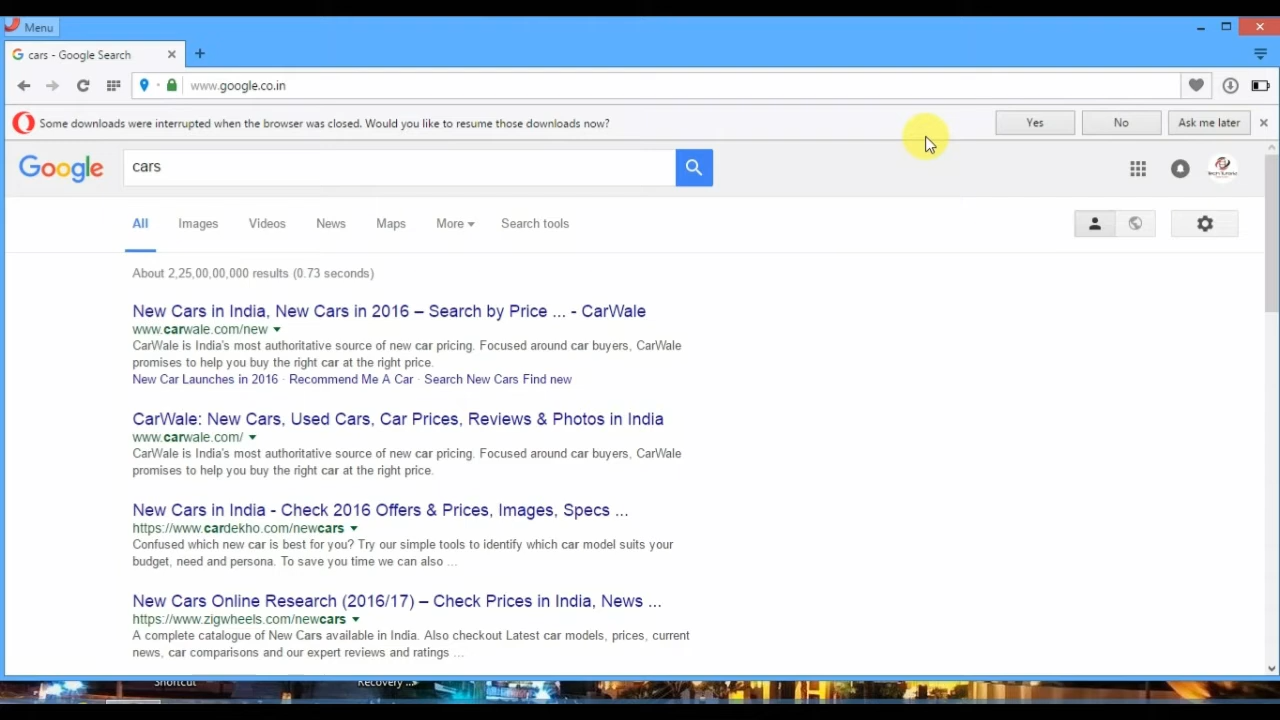 Menu
cars - Google Search
www.google.co.in
Some downloads were interrupted when the browser was closed. Would you like to resume those downloads now?
Yes
No
Ask me later
Google
cars
All
Images
Videos
News
Maps
More
Search tools
About 2,25,00,00,000 results (0.73 seconds)
New Cars in India, New Cars in 2016 – Search by Price ... - CarWale
www.carwale.com/new
CarWale is India's most authoritative source of new car pricing. Focused around car buyers, CarWale
promises to help you buy the right car at the right price.
New Car Launches in 2016 · Recommend Me A Car · Search New Cars Find new
CarWale: New Cars, Used Cars, Car Prices, Reviews & Photos in India
www.carwale.com/
CarWale is India's most authoritative source of new car pricing. Focused around car buyers, CarWale
promises to help you buy the right car at the right price.
New Cars in India - Check 2016 Offers & Prices, Images, Specs ...
https://www.cardekho.com/newcars
Confused which new car is best for you? Try our simple tools to identify which car model suits your
budget, need and persona. To save you time we can also ...
New Cars Online Research (2016/17) – Check Prices in India, News ...
https://www.zigwheels.com/newcars
A complete catalogue of New Cars available in India. Also checkout Latest car models, prices, current
news, car comparisons and our expert reviews and ratings ...
Shortcut
Recovery ...